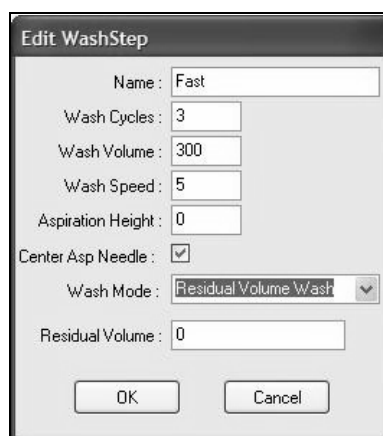 Edit WashStep
Name : Fast
Wash Cycles : 3
Wash Volume : 300
Wash Speed : 5
Aspiration Height : 0
Center Asp Needle :
Wash Mode : Residual Volume Wash
Residual Volume : 0
OK Cancel